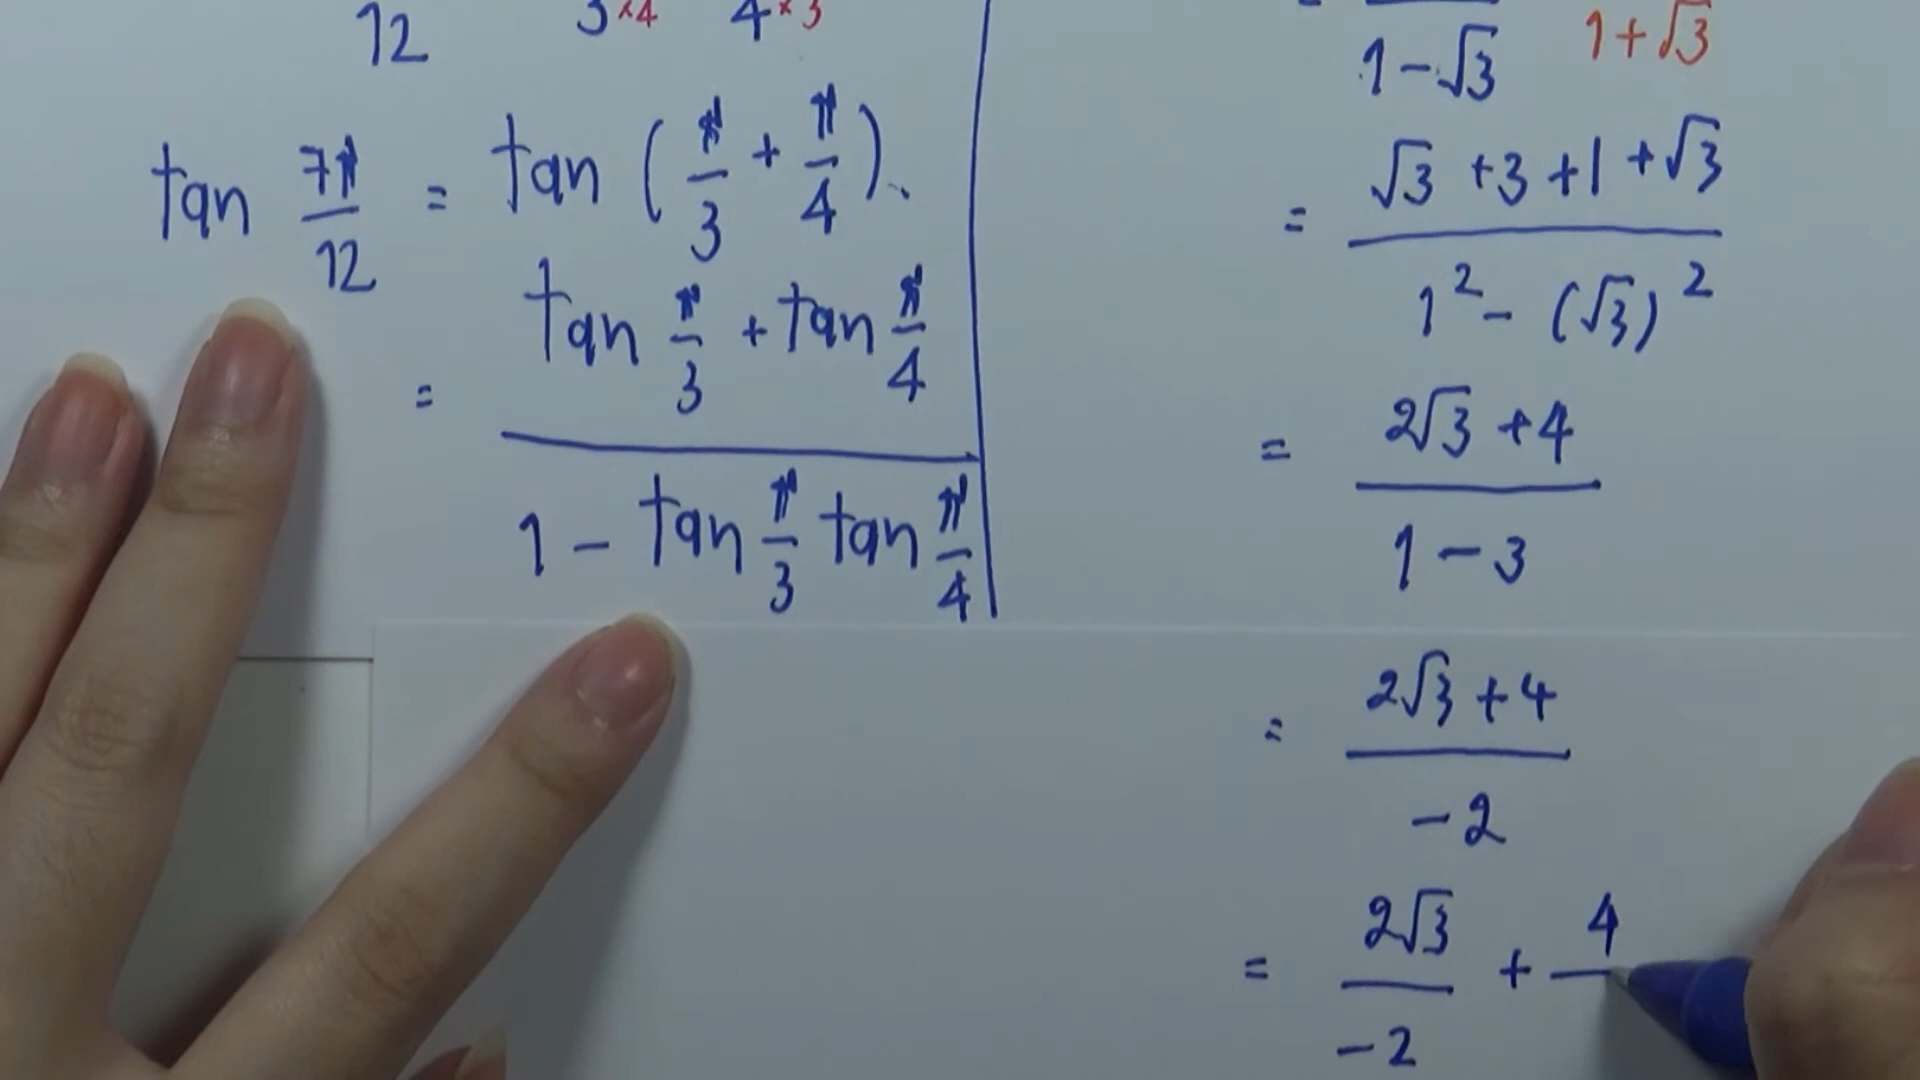 12 3×4 4×3
tan 7π/12 = tan (π/3 + π/4)
= (tan π/3 + tan π/4) / (1 - tan π/3 tan π/4)
= / (1 - √3) 1 + √3
= (√3 + 3 + 1 + √3) / (1² - (√3)²)
= (2√3 + 4) / (1 - 3)
= (2√3 + 4) / -2
= 2√3 / -2 + 4 /